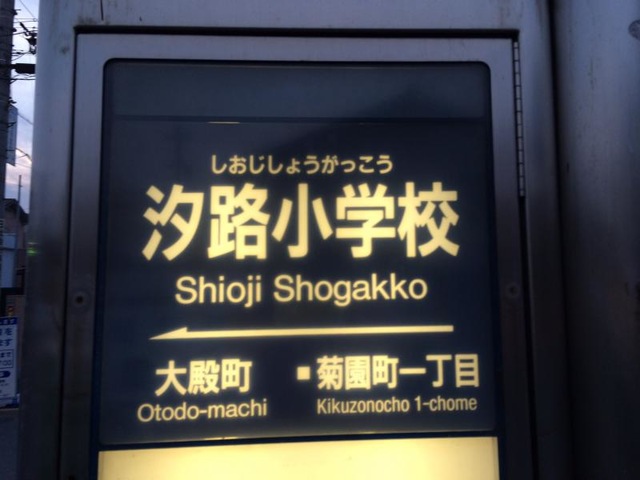 しおじしょうがっこう
汐路小学校
Shioji Shogakko
大殿町
Otodo-machi
■菊園町一丁目
Kikuzonocho 1-chome